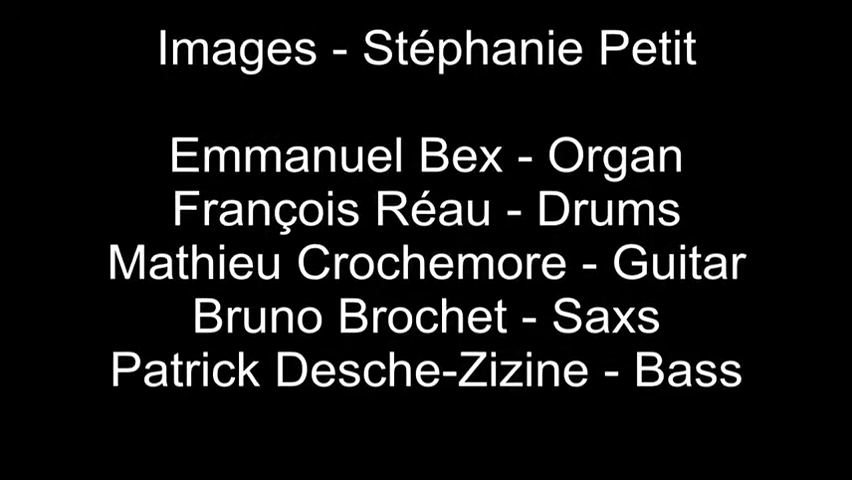 Images - Stéphanie Petit
Emmanuel Bex - Organ
François Réau - Drums
Mathieu Crochemore - Guitar
Bruno Brochet - Saxs
Patrick Desche-Zizine - Bass